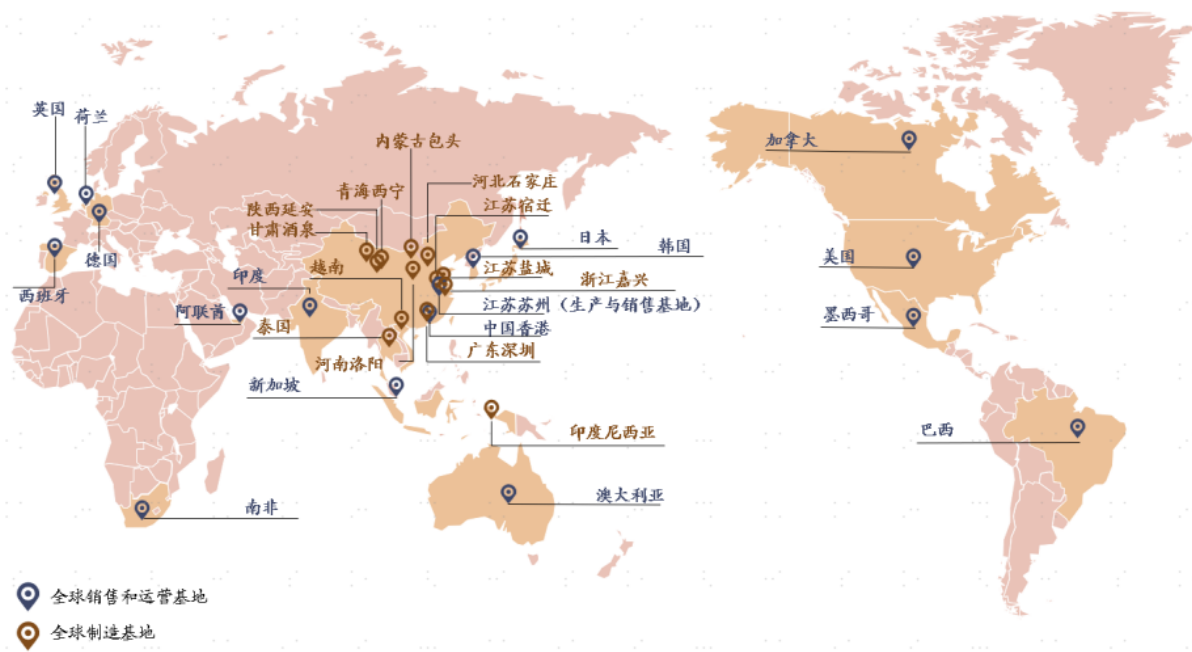 英国
荷兰
内蒙古包头
加拿大
青海西宁
河北石家庄
陕西延安
江苏宿迁
甘肃酒泉
日本
韩国
德国
美国
印度
越南
江苏盐城
浙江嘉兴
西班牙
阿联酋
江苏苏州（生产与销售基地）
墨西哥
泰国
中国香港
河南洛阳
广东深圳
新加坡
印度尼西亚
巴西
澳大利亚
南非
全球销售和运营基地
全球制造基地